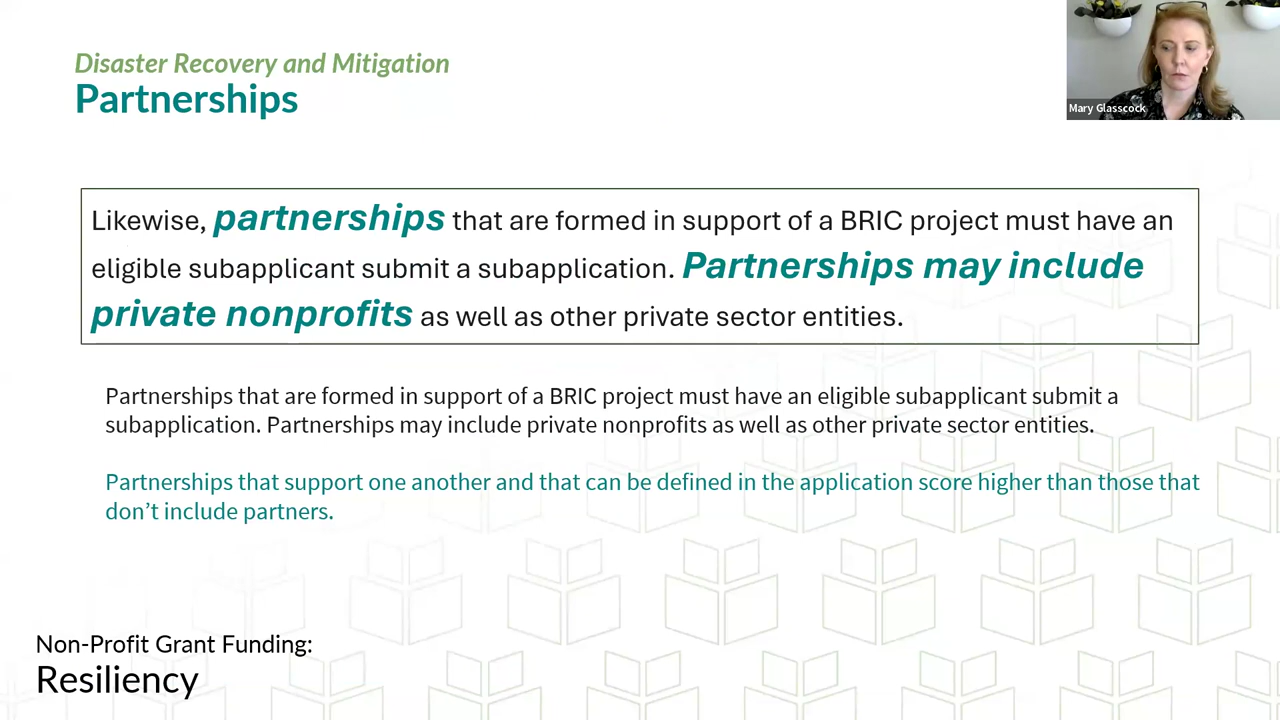 Disaster Recovery and Mitigation
Partnerships
Mary Glasscock
Likewise, partnerships that are formed in support of a BRIC project must have an
eligible subapplicant submit a subapplication. Partnerships may include
private nonprofits as well as other private sector entities.
Partnerships that are formed in support of a BRIC project must have an eligible subapplicant submit a
subapplication. Partnerships may include private nonprofits as well as other private sector entities.
Partnerships that support one another and that can be defined in the application score higher than those that
don’t include partners.
Non-Profit Grant Funding:
Resiliency